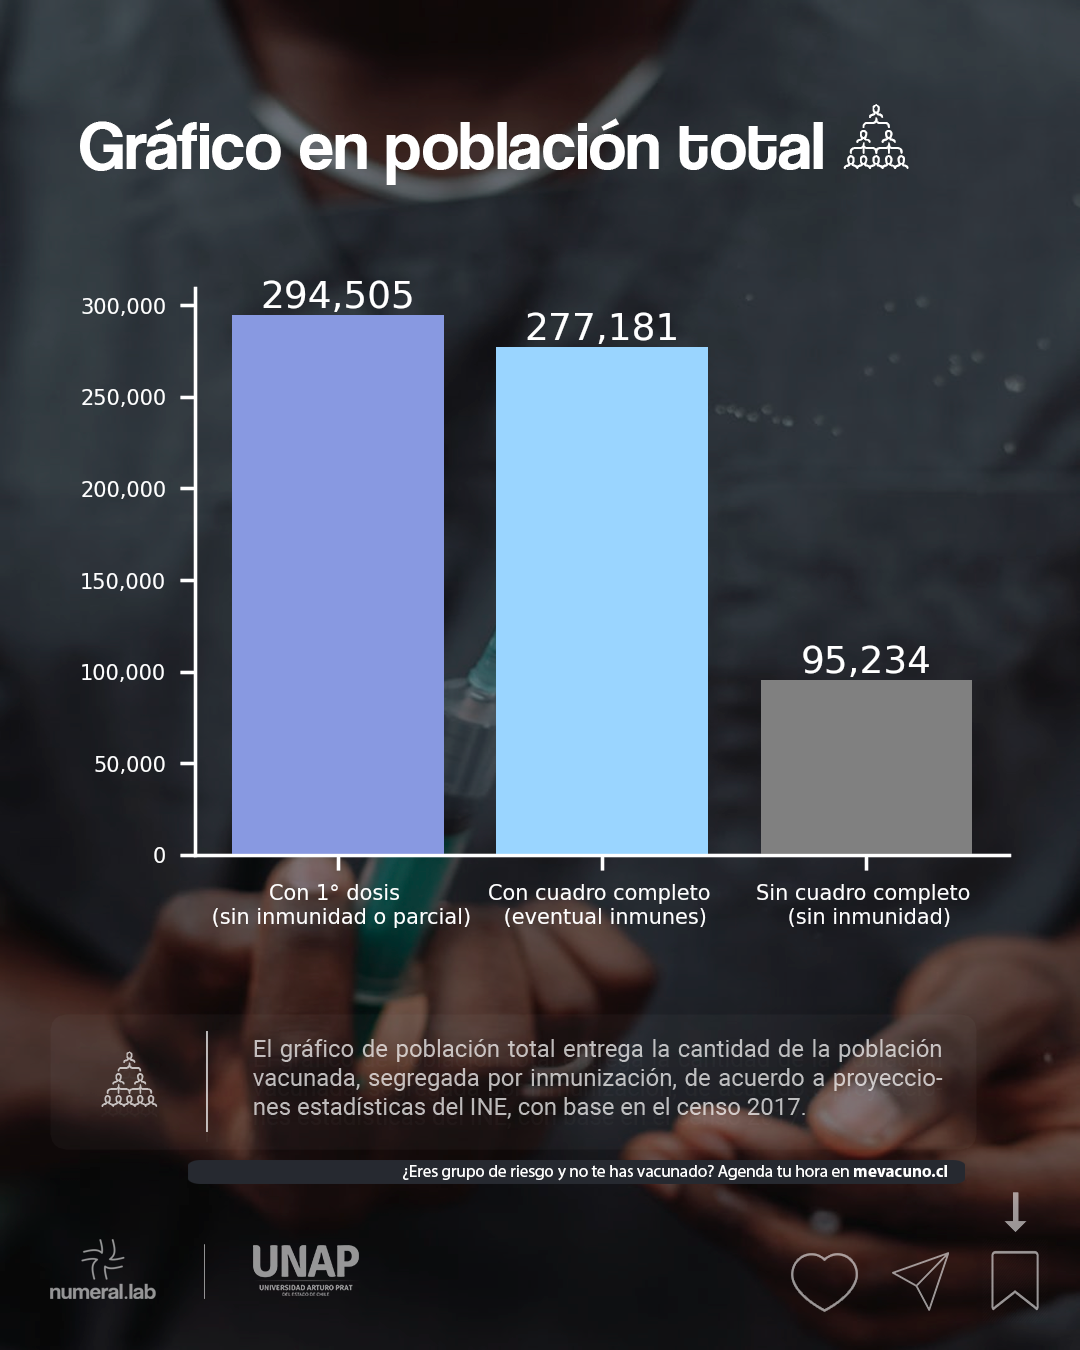 Gráfico en población total
294,505
277,181
95,234
300,000
250,000
200,000
150,000
100,000
50,000
0
Con 1° dosis
(sin inmunidad o parcial)
Con cuadro completo
(eventual inmunes)
Sin cuadro completo
(sin inmunidad)
El gráfico de población total entrega la cantidad de la población
vacunada, segregada por inmunización, de acuerdo a proyeccio-
nes estadísticas del INE, con base en el censo 2017.
¿Eres grupo de riesgo y no te has vacunado? Agenda tu hora en mevacuno.cl
numeral.lab
UNAP
UNIVERSIDAD ARTURO PRAT
DEL ESTADO DE CHILE